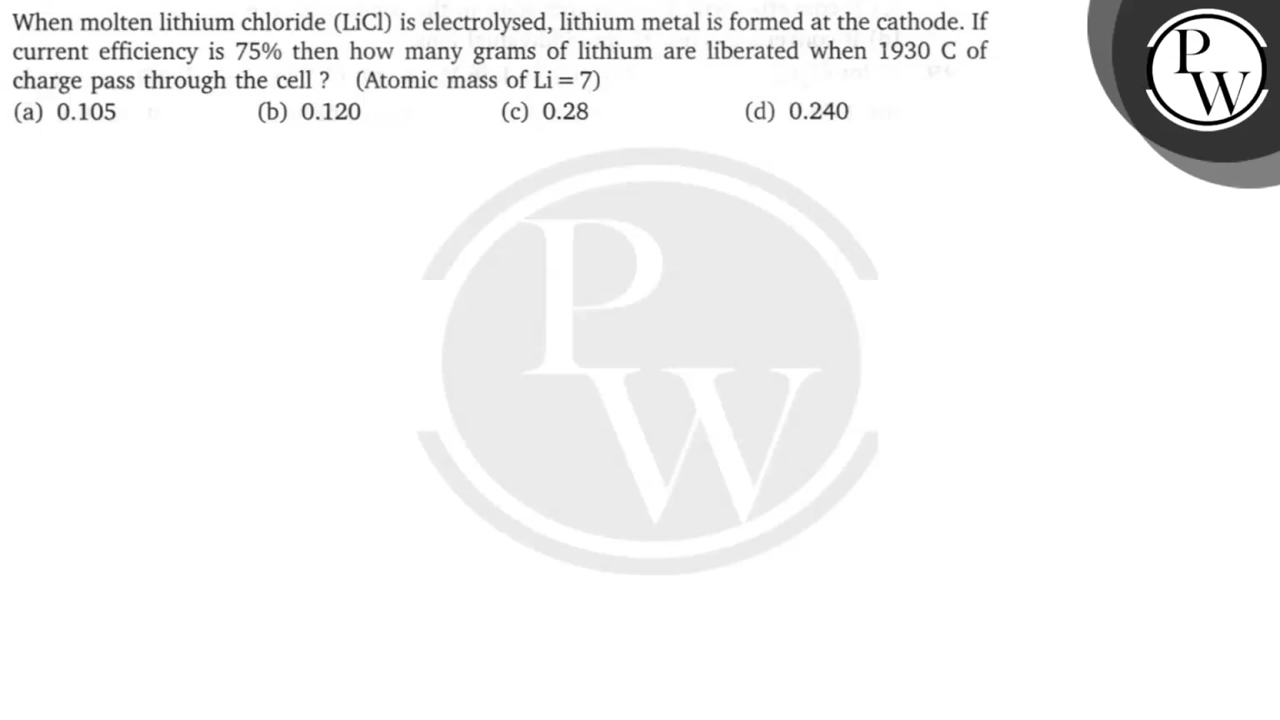 When molten lithium chloride (LiCl) is electrolysed, lithium metal is formed at the cathode. If
current efficiency is 75% then how many grams of lithium are liberated when 1930 C of
charge pass through the cell ? (Atomic mass of Li = 7)
(a) 0.105 (b) 0.120 (c) 0.28 (d) 0.240
PW
PW